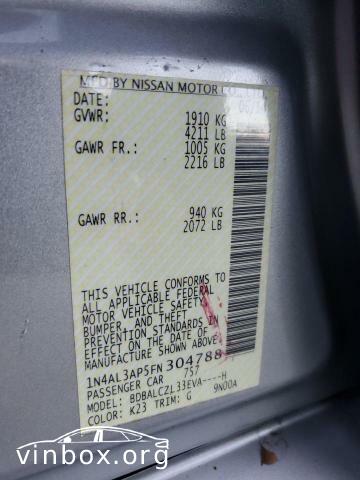 MFD BY NISSAN MOTOR CO.
DATE:
GVWR: 1910 KG
4211 LB
GAWR FR.: 1005 KG
2216 LB
GAWR RR.: 940 KG
2072 LB
THIS VEHICLE CONFORMS TO
ALL APPLICABLE FEDERAL
MOTOR VEHICLE SAFETY,
BUMPER, AND THEFT
PREVENTION STANDARDS IN
EFFECT ON THE DATE OF
MANUFACTURE SHOWN ABOVE.
1N4AL3AP5FN304788
PASSENGER CAR 757
MODEL: BDBALCZL33EVA----H
COLOR: K23 TRIM: G 9N00A
vinbox.org